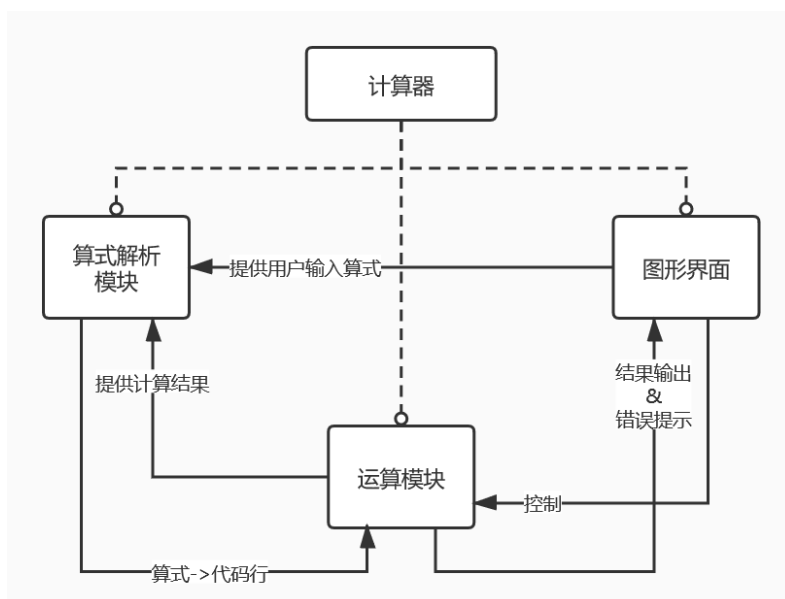 计算器
算式解析
模块
提供用户输入算式
图形界面
提供计算结果
结果输出
&
错误提示
运算模块
控制
算式->代码行